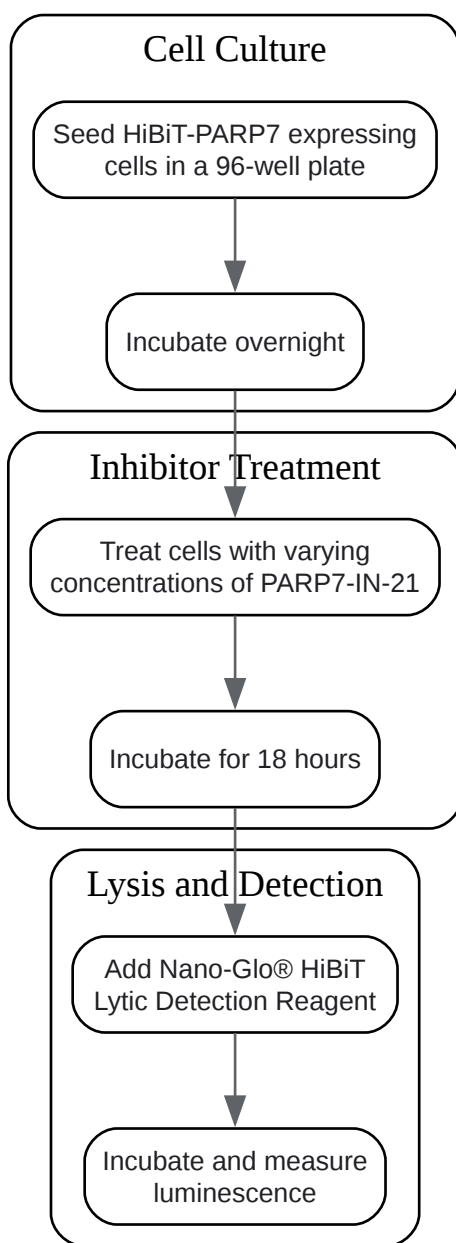 Cell Culture
Seed HiBiT-PARP7 expressing
cells in a 96-well plate
Incubate overnight
Inhibitor Treatment
Treat cells with varying
concentrations of PARP7-IN-21
Incubate for 18 hours
Lysis and Detection
Add Nano-Glo® HiBiT
Lytic Detection Reagent
Incubate and measure
luminescence